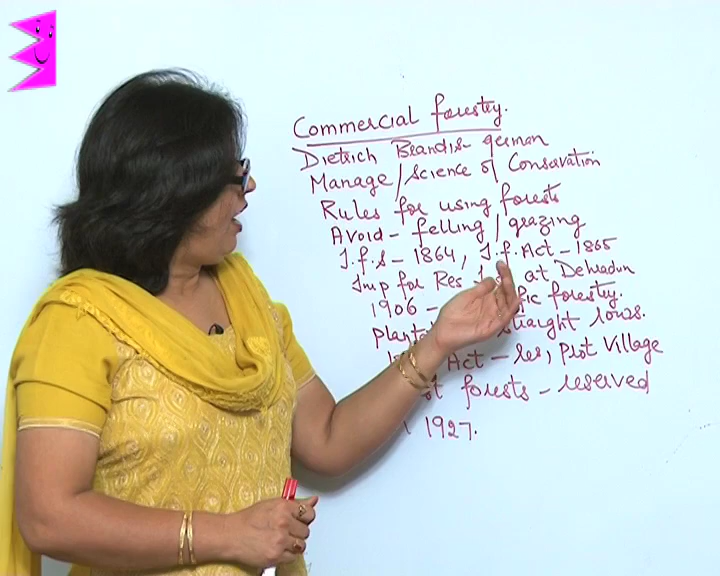 Commercial forestry.
Dietrich Brandis german
Manage/Science of Conservation
Rules for using forests
Avoid - felling / grazing
I.f.s - 1864, I.f. Act - 1865
Imp for Res at Dehradun
1906 - forestry.
straight
Act - res, Prot Village
forests - reserved
1927.